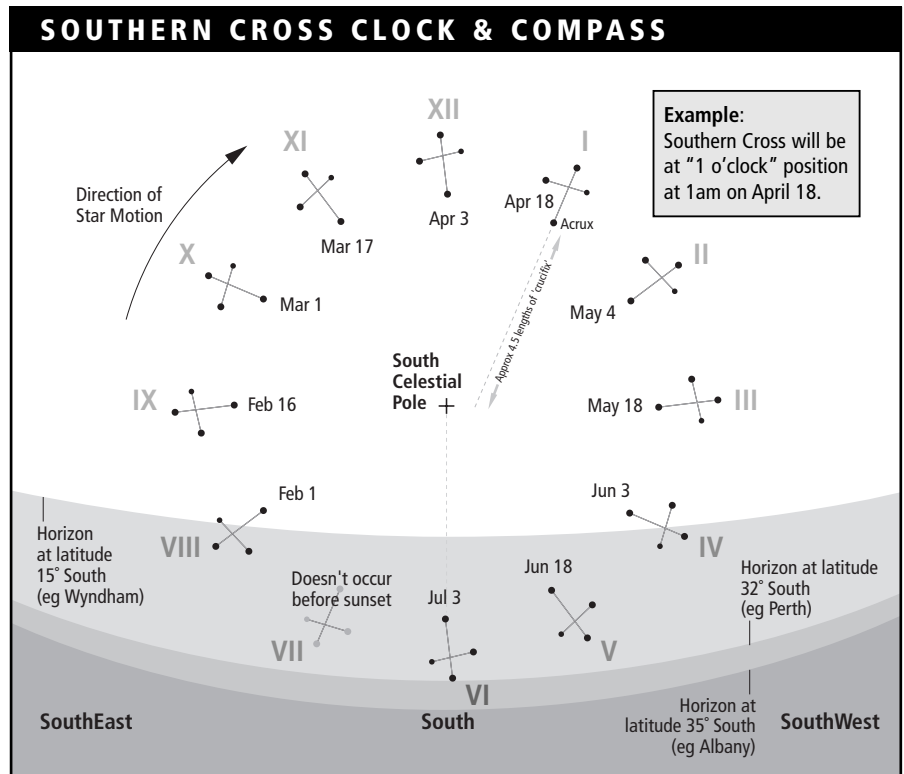 SOUTHERN CROSS CLOCK & COMPASS
XII
XI
I
Example:
Southern Cross will be
at “1 o’clock” position
at 1am on April 18.
Direction of
Star Motion
Apr 18
Apr 3
Acrux
Mar 17
X
II
Mar 1
May 4
Approx 4.5 lengths of 'crucifix'
South
Celestial
Pole
IX
Feb 16
May 18
III
Feb 1
Jun 3
Horizon
at latitude
15° South
(eg Wyndham)
VIII
IV
Horizon at latitude
32° South
(eg Perth)
Doesn't occur
before sunset
Jul 3
Jun 18
VII
V
VI
SouthEast
South
Horizon at
latitude 35° South
(eg Albany)
SouthWest